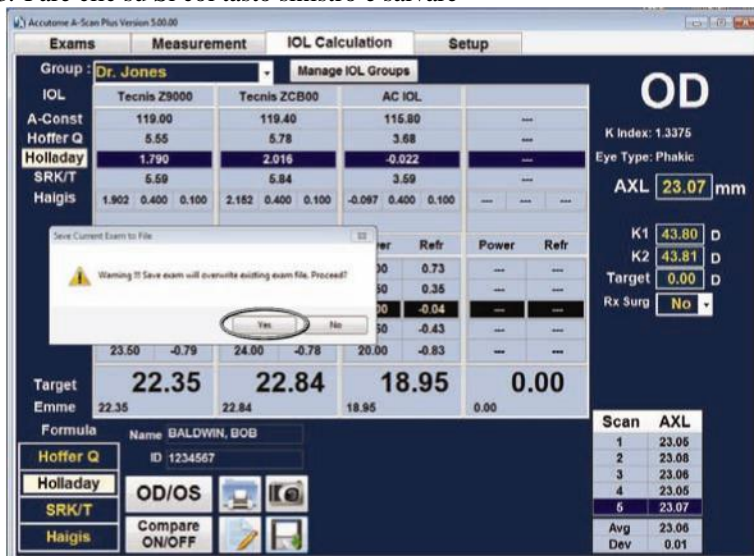 Accutome A-Scan Plus Version 5.00.00
Exams Measurement IOL Calculation Setup
Group : Dr. Jones Manage IOL Groups
OD
IOL Tecnis Z9000 Tecnis ZCB00 AC IOL
A-Const 119.00 119.40 115.80 ---
Hoffer Q 5.55 5.78 3.68 ---
K Index: 1.3375
Holladay 1.790 2.016 -0.022 ---
Eye Type: Phakic
SRK/T 5.59 5.84 3.59 ---
Haigis 1.902 0.400 0.100 2.152 0.400 0.100 -0.097 0.400 0.100 --- --- ---
AXL 23.07 mm
Save Current Exam to File
K1 43.80 D
Refr Power Refr
K2 43.81 D
Warning !!! Save exam will overwrite existing exam file. Proceed?
0.73 --- ---
Target 0.00 D
0.35 --- ---
Rx Surg No
-0.04 --- ---
Yes No
-0.43 --- ---
23.50 -0.79 24.00 -0.78 20.00 -0.83 --- ---
Target 22.35 22.84 18.95 0.00
Emme 22.35 22.84 18.95 0.00
Formula Name BALDWIN, BOB
Scan AXL
Hoffer Q ID 1234567
1 23.05
2 23.08
Holladay OD/OS
3 23.06
4 23.05
SRK/T
5 23.07
Haigis Compare ON/OFF
Avg 23.06
Dev 0.01